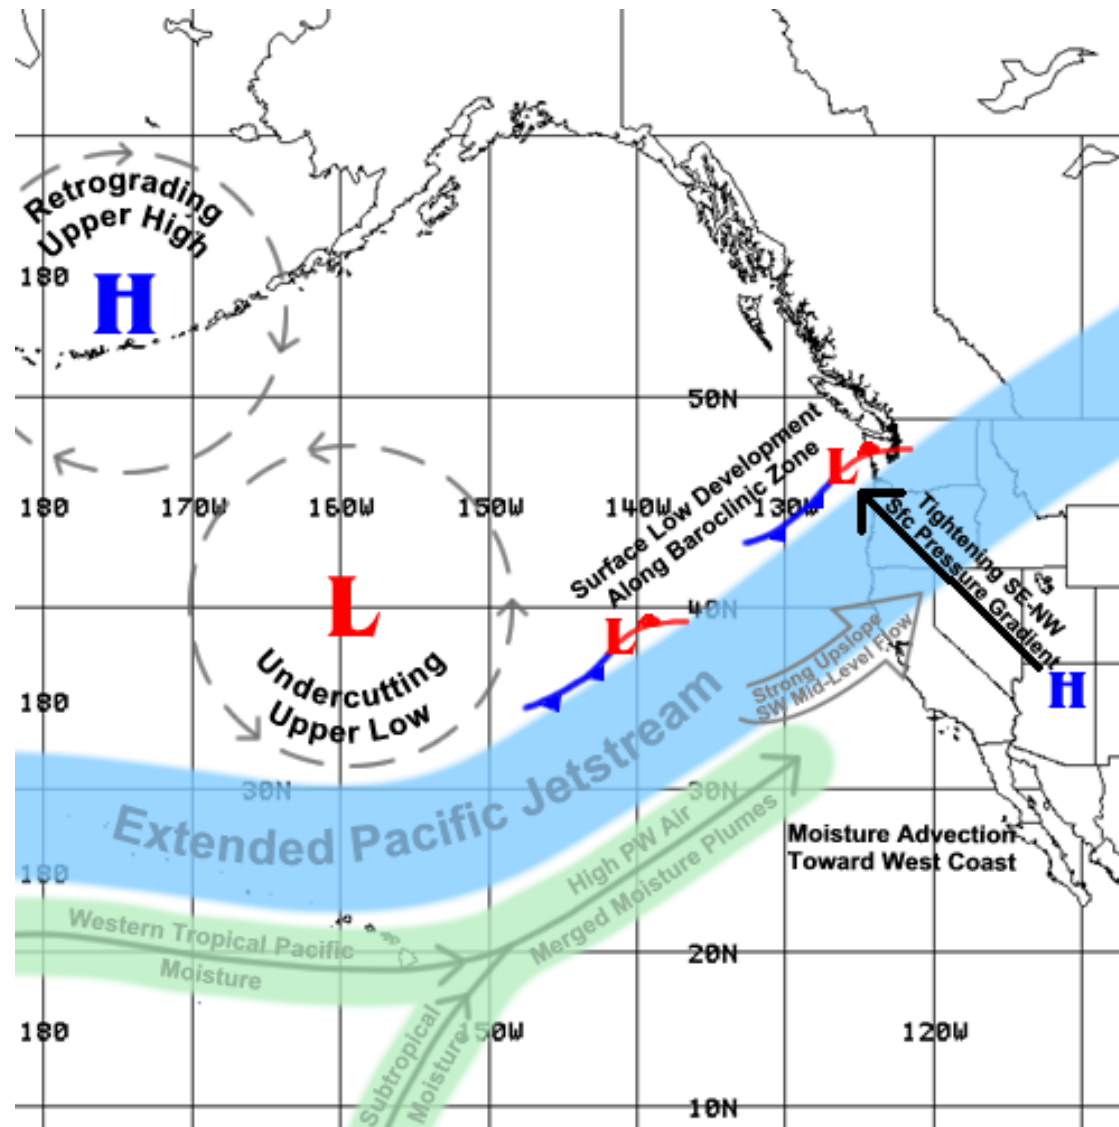 Retrograding
Upper High
180
H
50N
Surface Low Development
Along Baroclinic Zone
L
180
170W
160W
140W
130W
Tightening SE-NW
Sfc Pressure Gradient
40N
L
L
Undercutting
Upper Low
Strong Upslope
SW Mid-Level Flow
H
180
Extended Pacific Jetstream
30N
30N
High PW Air
Merged Moisture Plumes
Moisture Advection
Toward West Coast
180
Western Tropical Pacific
Moisture
20N
180
150W
120W
Subtropical
Moisture
10N